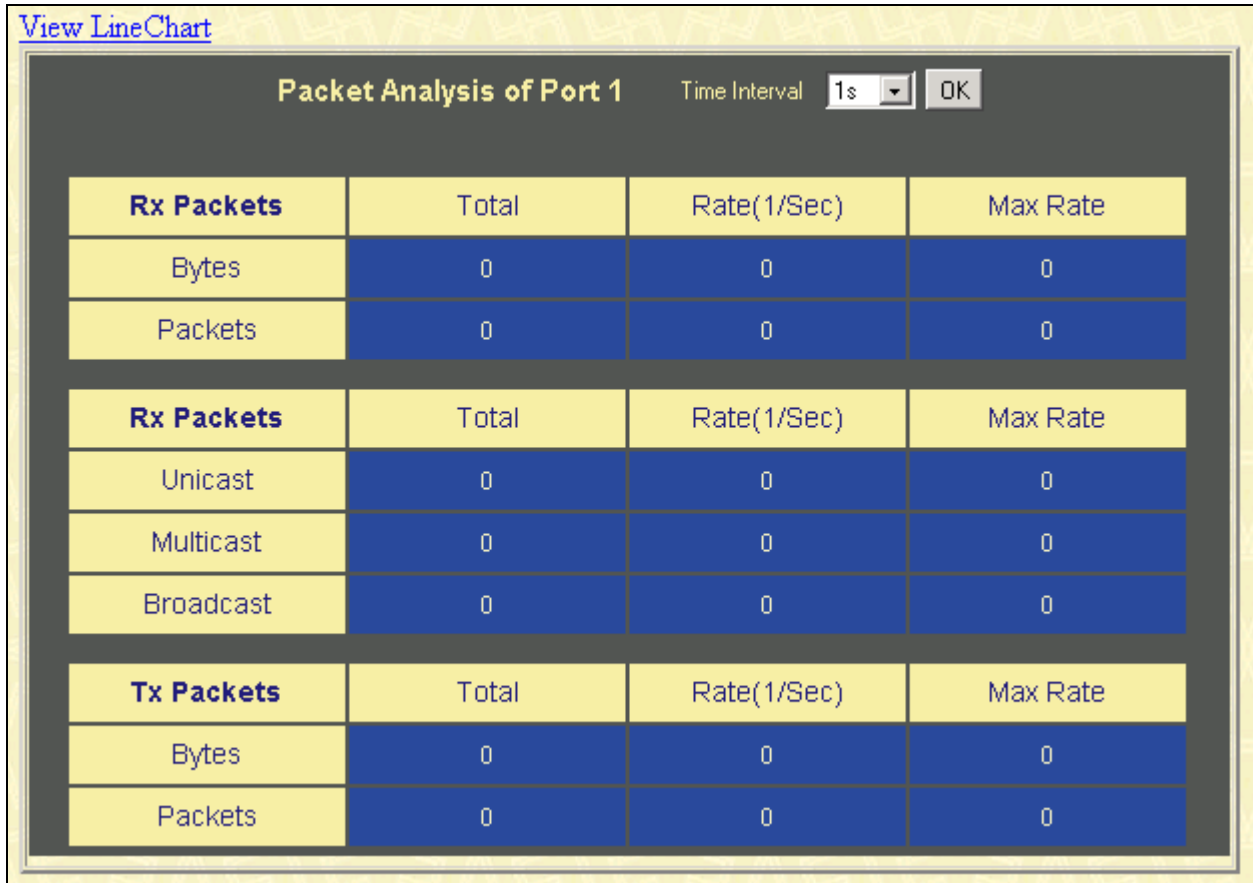 View LineChart
Packet Analysis of Port 1 Time Interval 1s OK
Rx Packets Total Rate(1/Sec) Max Rate
Bytes 0 0 0
Packets 0 0 0
Rx Packets Total Rate(1/Sec) Max Rate
Unicast 0 0 0
Multicast 0 0 0
Broadcast 0 0 0
Tx Packets Total Rate(1/Sec) Max Rate
Bytes 0 0 0
Packets 0 0 0